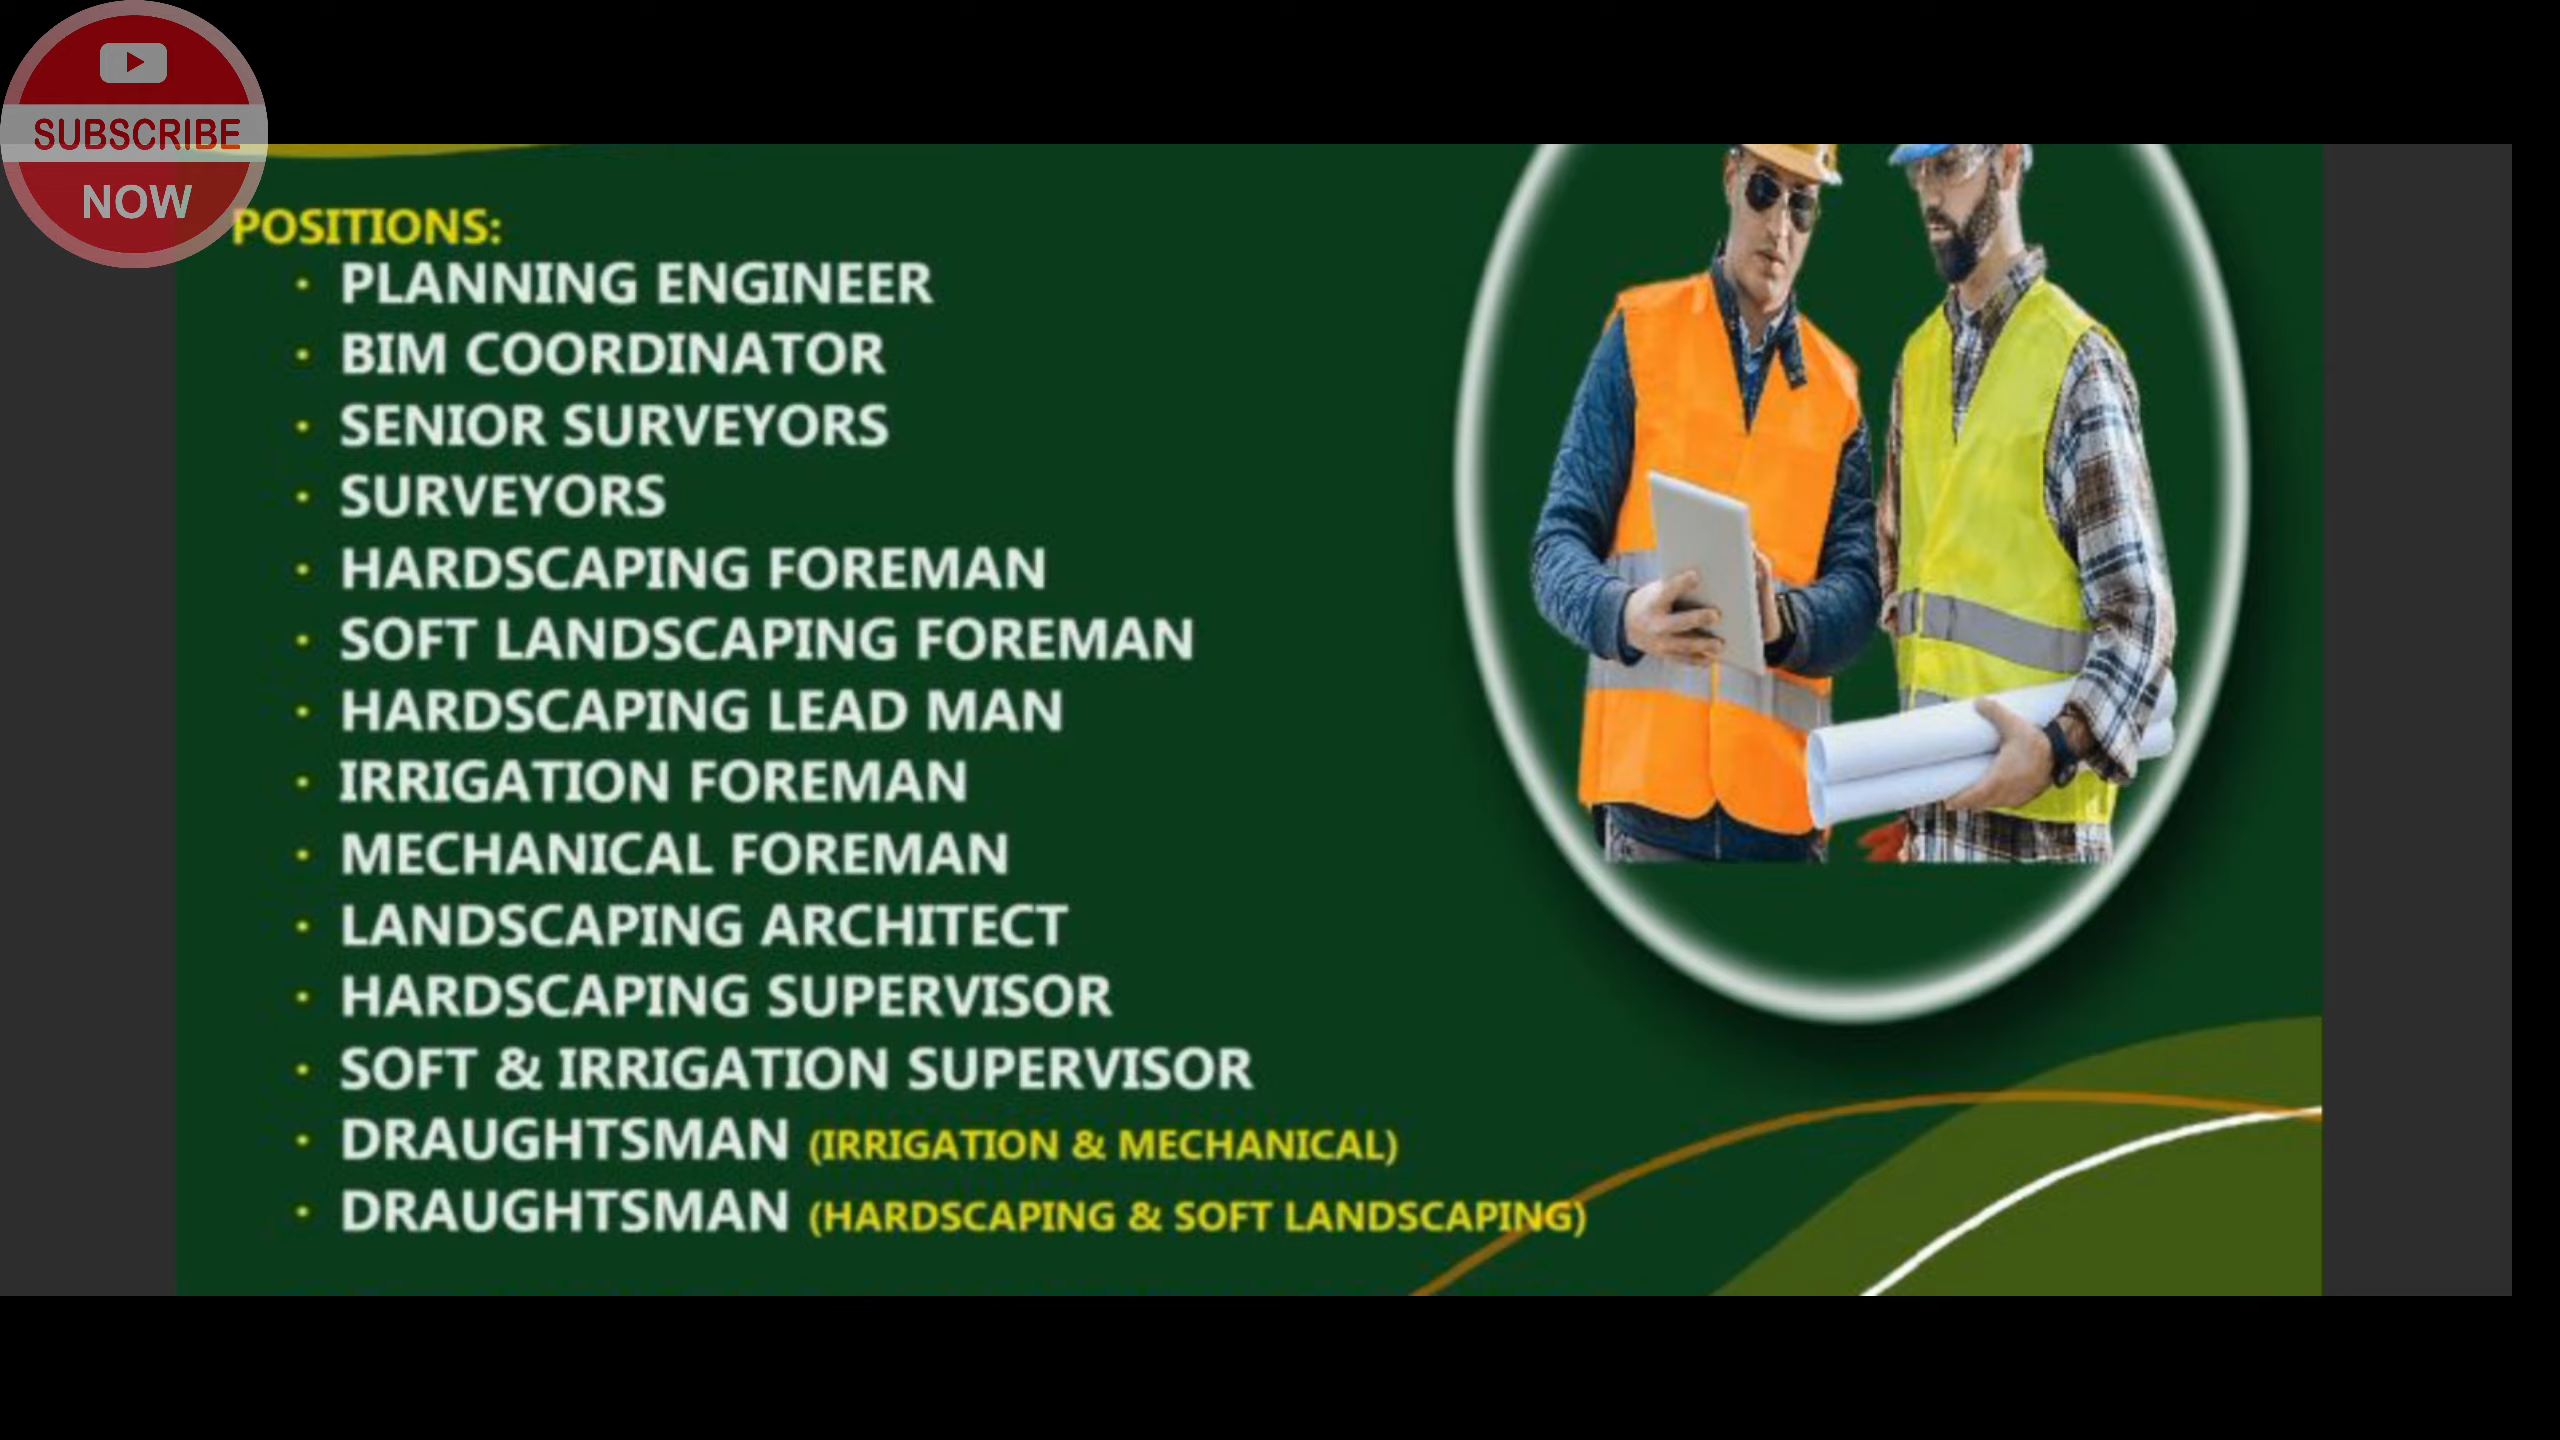 SUBSCRIBE
NOW
POSITIONS:
• PLANNING ENGINEER
• BIM COORDINATOR
• SENIOR SURVEYORS
• SURVEYORS
• HARDSCAPING FOREMAN
• SOFT LANDSCAPING FOREMAN
• HARDSCAPING LEAD MAN
• IRRIGATION FOREMAN
• MECHANICAL FOREMAN
• LANDSCAPING ARCHITECT
• HARDSCAPING SUPERVISOR
• SOFT & IRRIGATION SUPERVISOR
• DRAUGHTSMAN (IRRIGATION & MECHANICAL)
• DRAUGHTSMAN (HARDSCAPING & SOFT LANDSCAPING)